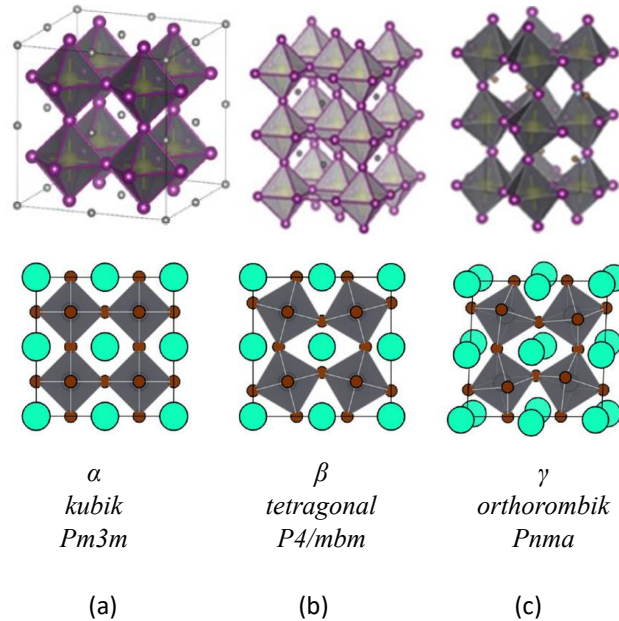 α
kubik
Pm3m
β
tetragonal
P4/mbm
γ
orthorombik
Pnma
(a)
(b)
(c)